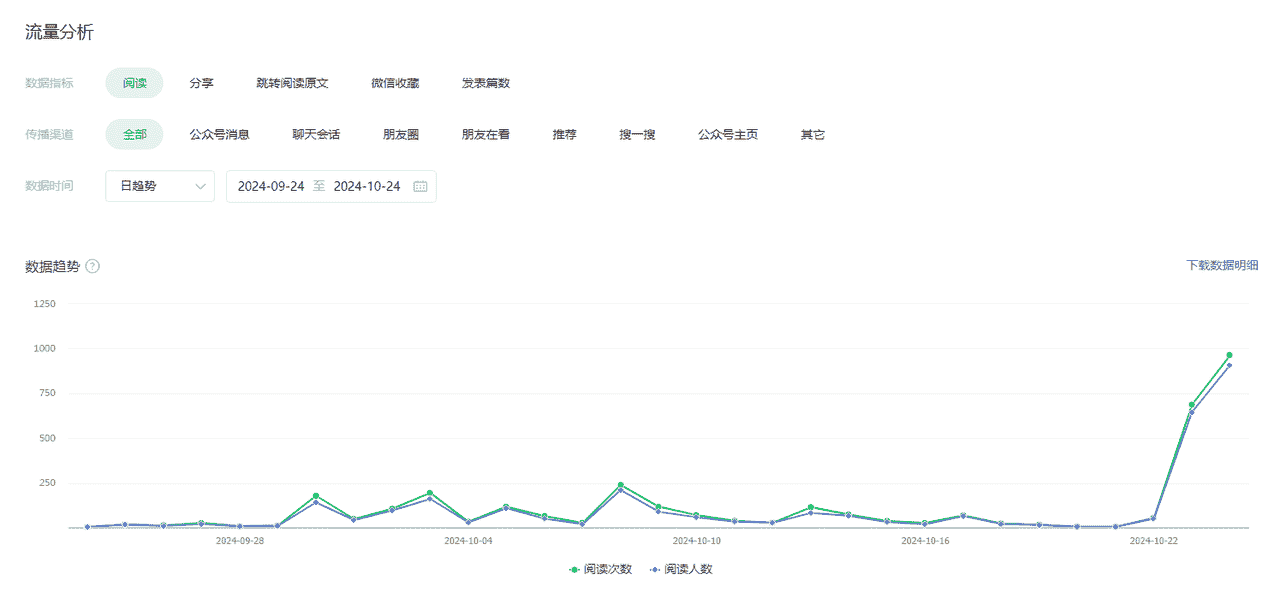 流量分析
数据指标 阅读 分享 跳转阅读原文 微信收藏 发表篇数
传播渠道 全部 公众号消息 聊天会话 朋友圈 朋友在看 推荐 搜一搜 公众号主页 其它
数据时间 日趋势 2024-09-24 至 2024-10-24
数据趋势 ? 下载数据明细
1250
1000
750
500
250
2024-09-28 2024-10-04 2024-10-10 2024-10-16 2024-10-22
阅读次数 阅读人数